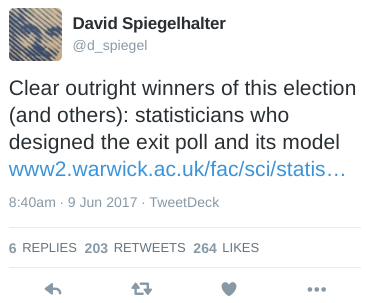 David Spiegelhalter
@d_spiegel
Clear outright winners of this election
(and others): statisticians who
designed the exit poll and its model
www2.warwick.ac.uk/fac/sci/statis…
8:40am · 9 Jun 2017 · TweetDeck
6 REPLIES 203 RETWEETS 264 LIKES